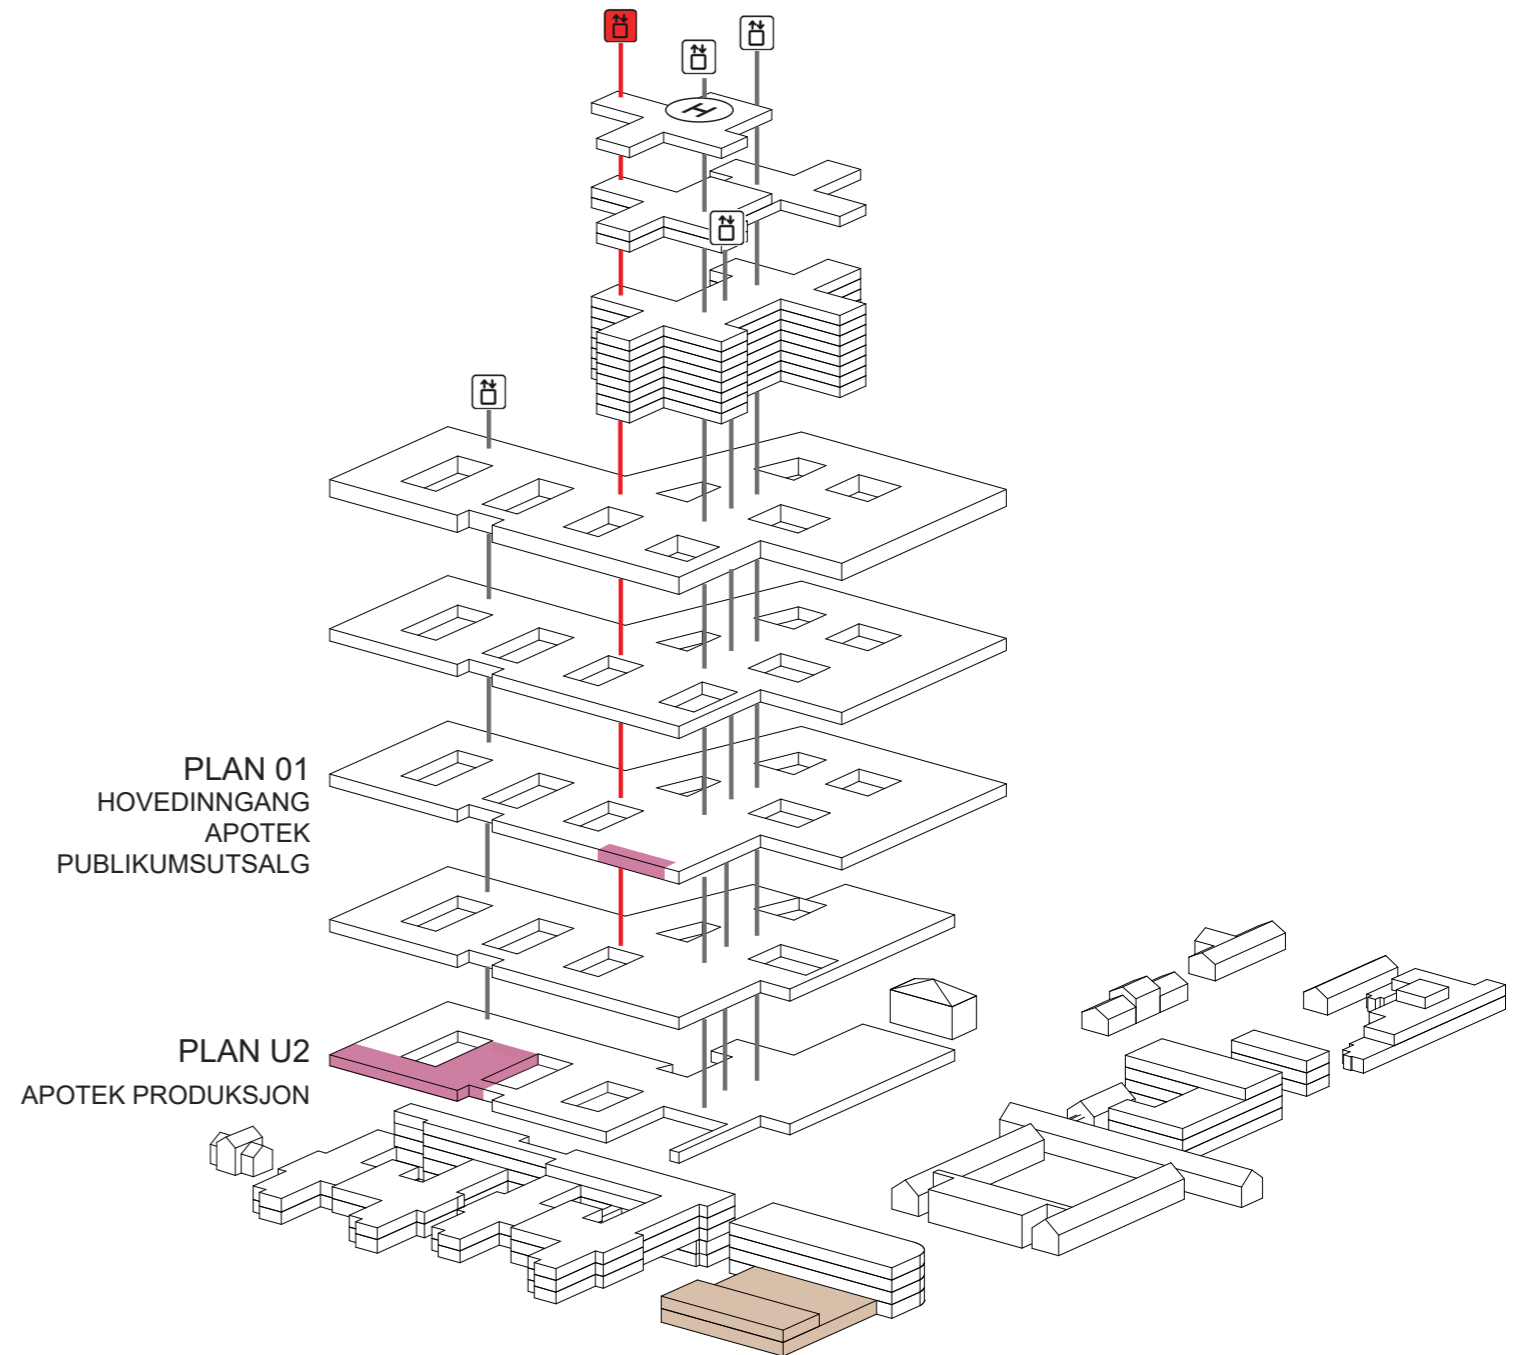 H
PLAN 01
HOVEDINNGANG
APOTEK
PUBLIKUMSUTSALG
PLAN U2
APOTEK PRODUKSJON